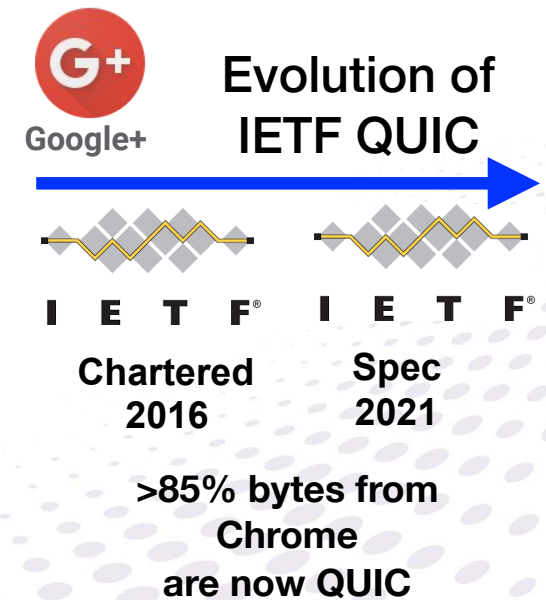 G+
Google+
Evolution of
IETF QUIC
I E T F®
I E T F®
Chartered
2016
Spec
2021
>85% bytes from
Chrome
are now QUIC